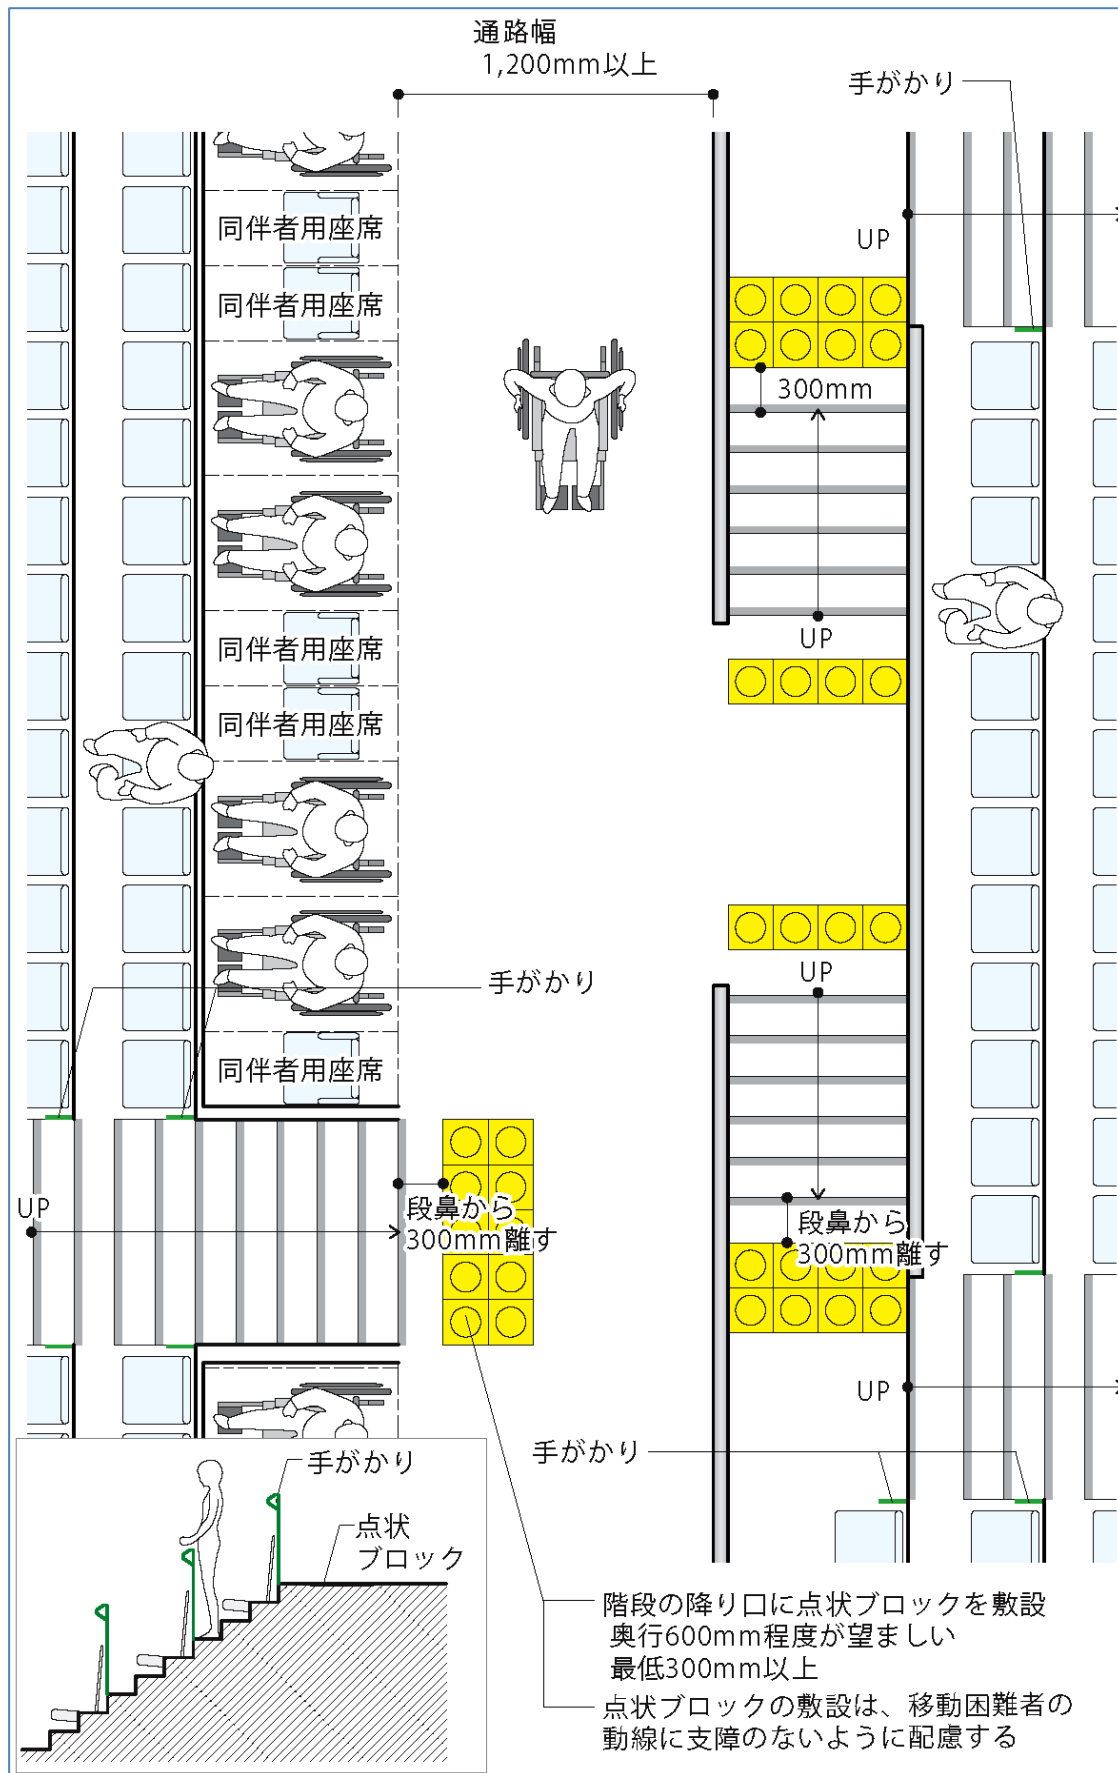 通路幅
1,200mm以上
手がかり
同伴者用座席
UP
同伴者用座席
300mm
同伴者用座席
UP
同伴者用座席
手がかり
UP
同伴者用座席
UP
段鼻から
300mm離す
段鼻から
300mm離す
UP
手がかり
手がかり
点状
ブロック
階段の降り口に点状ブロックを敷設
奥行600mm程度が望ましい
最低300mm以上
点状ブロックの敷設は、移動困難者の
動線に支障のないように配慮する